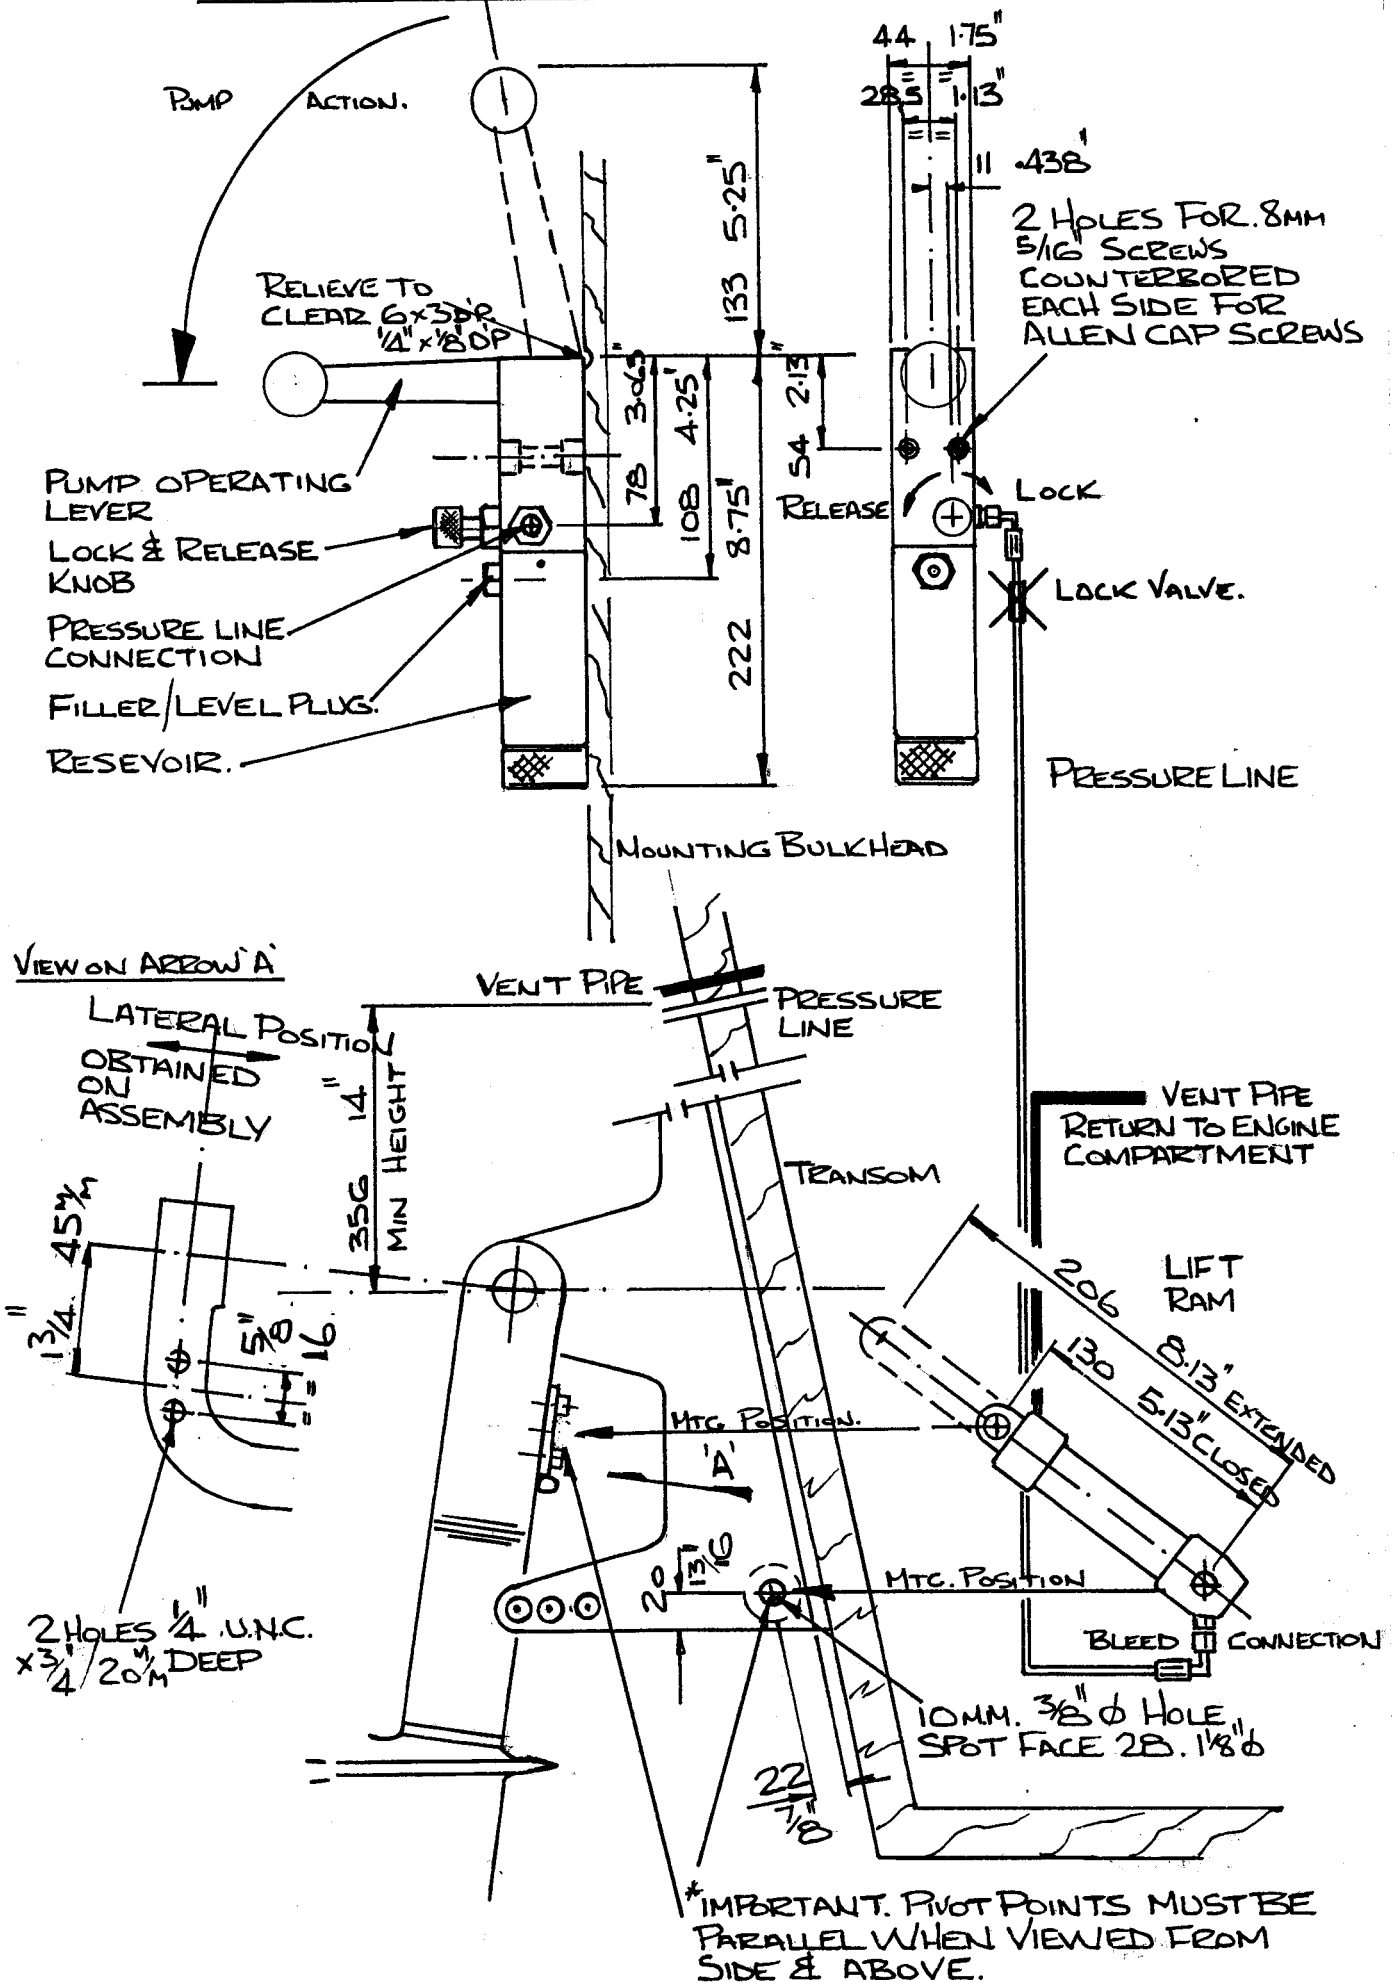 PUMP ACTION.
44 1.75"
= =
28.5 1.13"
= =
11 .438'
133 5.25"
2 HOLES FOR. 8MM
5/16" SCREWS
COUNTERBORED
EACH SIDE FOR
ALLEN CAP SCREWS
RELIEVE TO
CLEAR 6x3DP.
1/4" x 1/8 DP
78 3.063"
108 4.25'
222 8.75"
54 2.13"
RELEASE
LOCK
LOCK VALVE.
PUMP OPERATING
LEVER
LOCK & RELEASE
KNOB
PRESSURE LINE
CONNECTION
FILLER/LEVEL PLUG.
RESEVOIR.
PRESSURE LINE
MOUNTING BULKHEAD
VIEW ON ARROW 'A'
LATERAL POSITION
OBTAINED
ON
ASSEMBLY
VENT PIPE
PRESSURE
LINE
356 14"
MIN HEIGHT
TRANSOM
VENT PIPE
RETURN TO ENGINE
COMPARTMENT
LIFT
RAM
206 8.13" EXTENDED
130 5.13" CLOSED
1 3/4" 45 M/M
5/8" 16
= =
MTG. POSITION.
'A'
20 13/16"
MTG. POSITION
BLEED CONNECTION
2 HOLES 1/4" U.N.C.
x 3/4" / 20 M/M DEEP
10MM. 3/8" φ HOLE
SPOT FACE 28. 1 1/8" φ
22
7/8"
*IMPORTANT. PIVOT POINTS MUST BE
PARALLEL WHEN VIEWED FROM
SIDE & ABOVE.